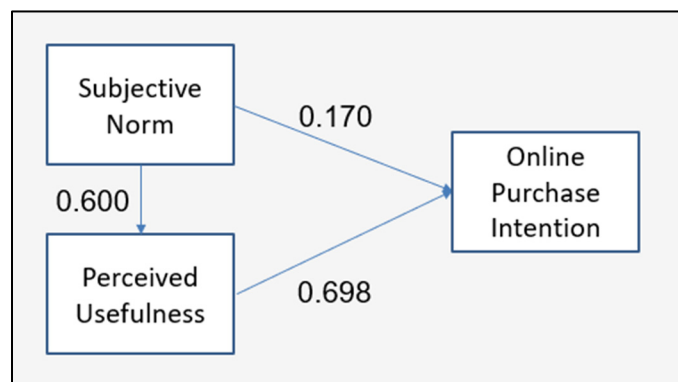 Subjective
Norm
0.170
Online
Purchase
Intention
0.600
Perceived
Usefulness
0.698